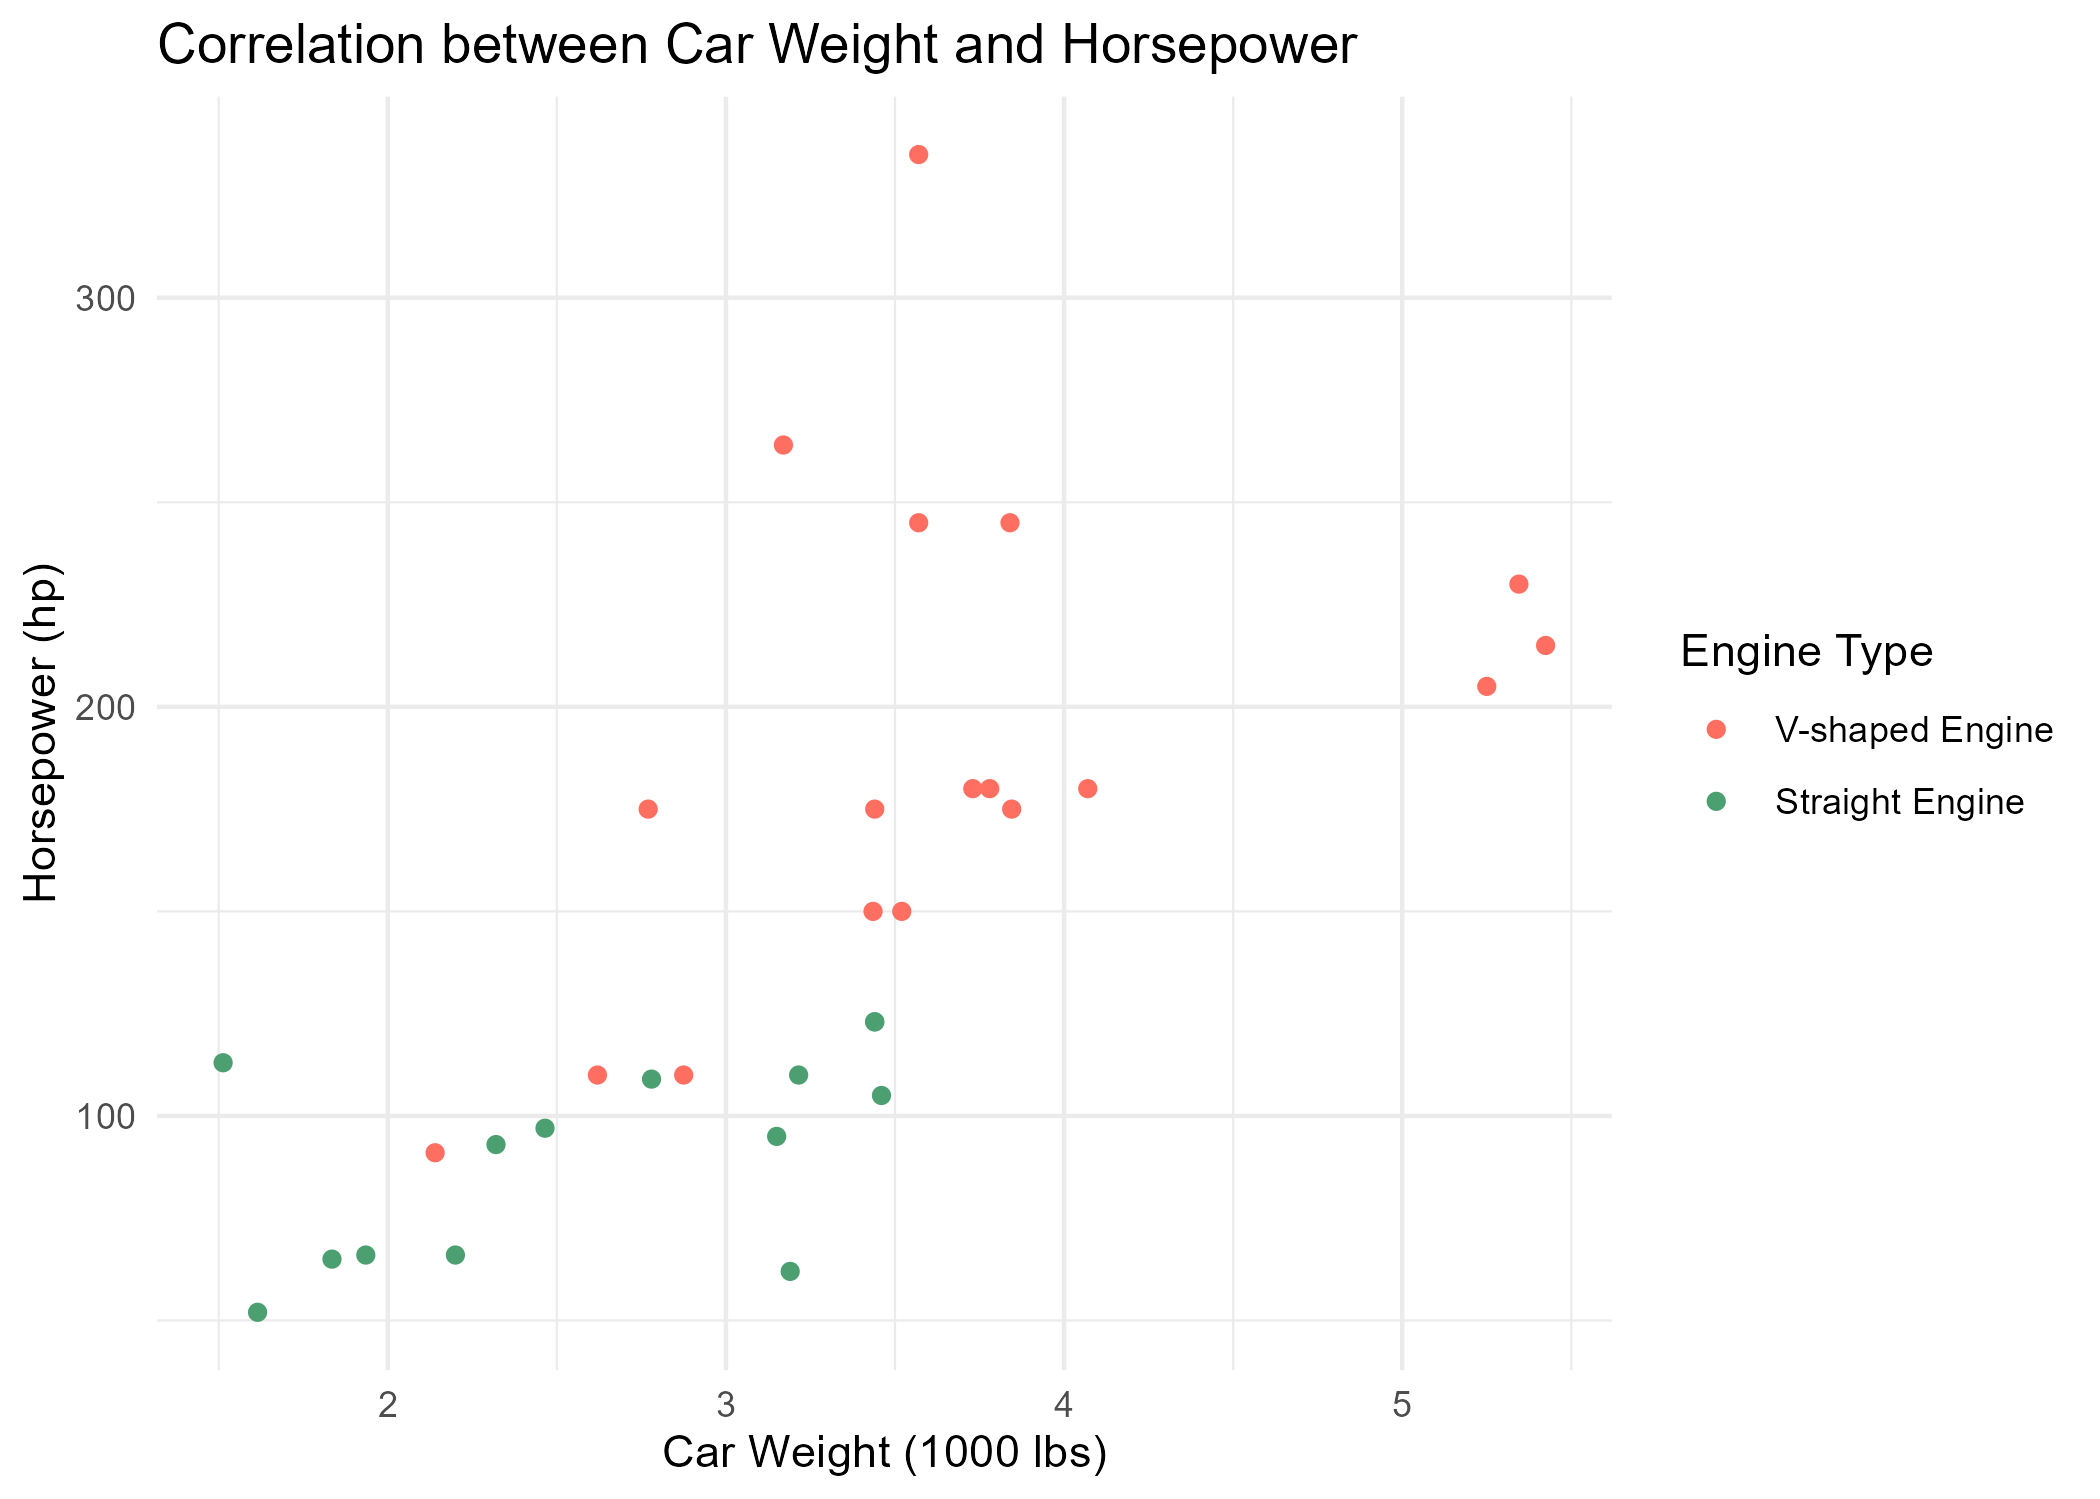 Correlation between Car Weight and Horsepower
Horsepower (hp)
300
200
100
2 3 4 5
Car Weight (1000 lbs)
Engine Type
V-shaped Engine
Straight Engine